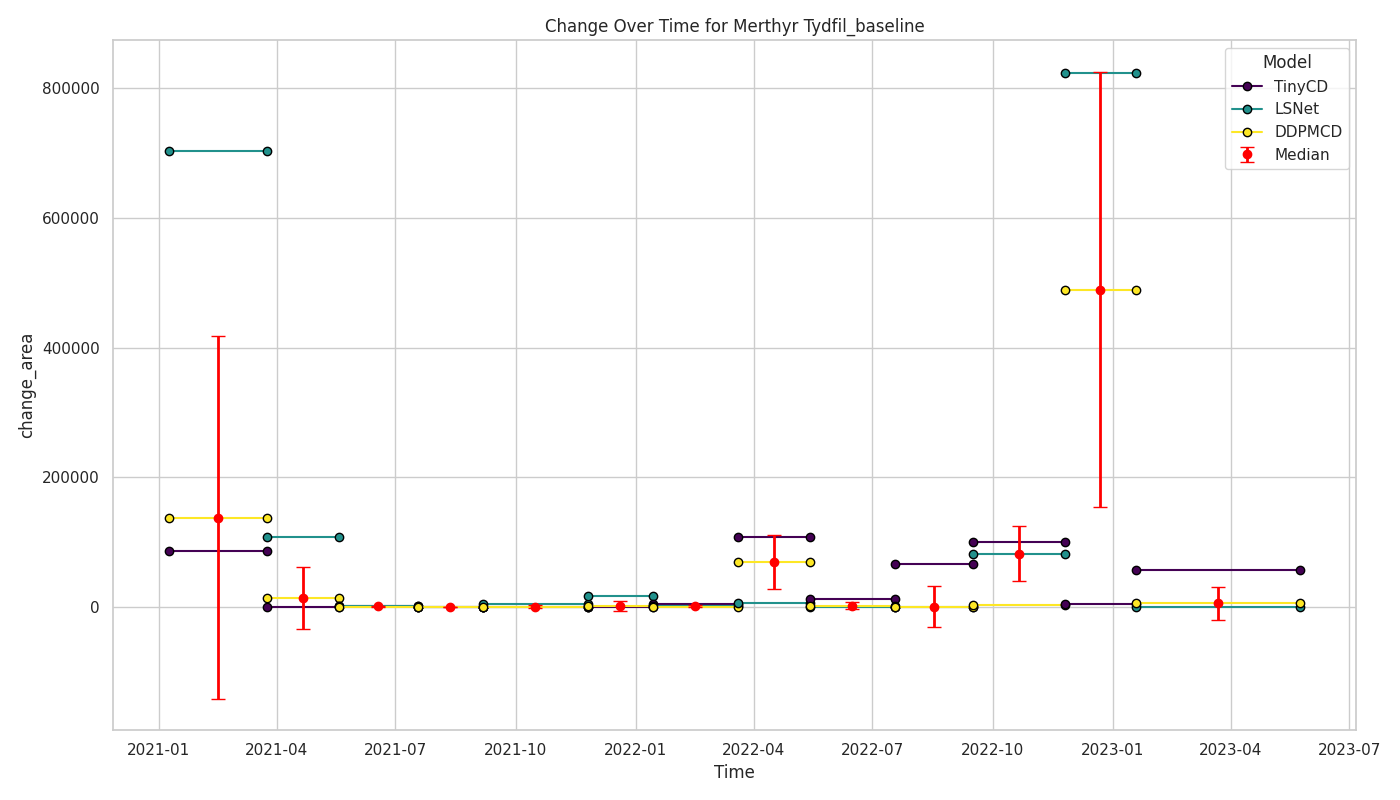 Change Over Time for Merthyr Tydfil_baseline
Model
TinyCD
LSNet
DDPMCD
Median
change_area
800000
600000
400000
200000
0
2021-01
2021-04
2021-07
2021-10
2022-01
2022-04
2022-07
2022-10
2023-01
2023-04
2023-07
Time